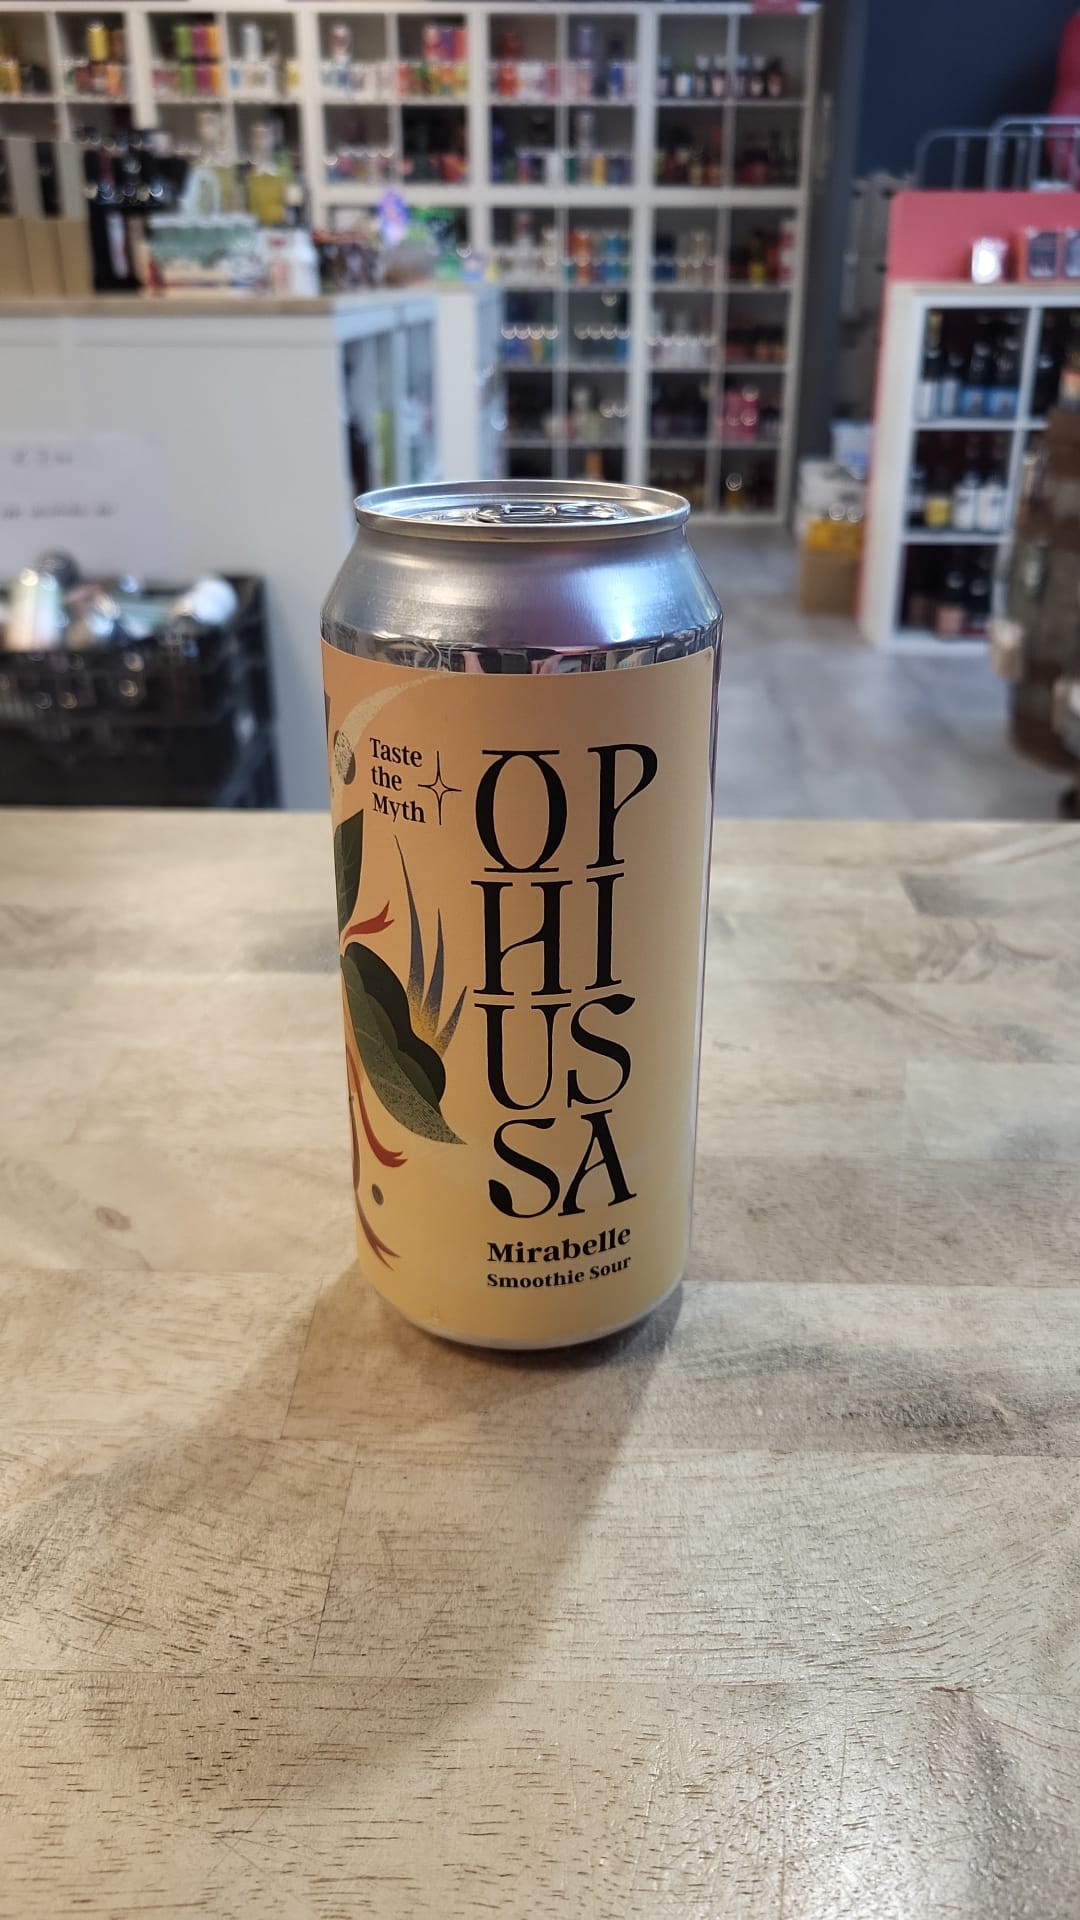 Taste
the
Myth
OP
HI
US
SA
Mirabelle
Smoothie Sour